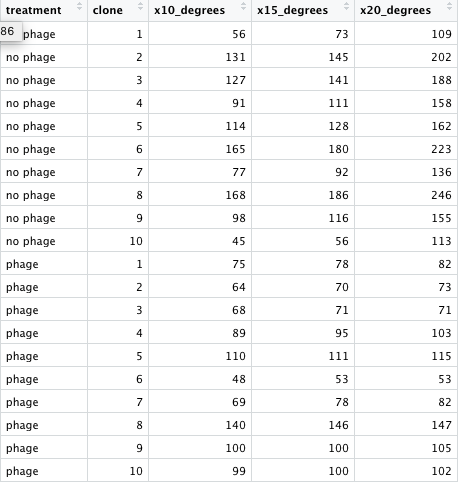 treatment clone x10_degrees x15_degrees x20_degrees
86 phage 1 56 73 109
no phage 2 131 145 202
no phage 3 127 141 188
no phage 4 91 111 158
no phage 5 114 128 162
no phage 6 165 180 223
no phage 7 77 92 136
no phage 8 168 186 246
no phage 9 98 116 155
no phage 10 45 56 113
phage 1 75 78 82
phage 2 64 70 73
phage 3 68 71 71
phage 4 89 95 103
phage 5 110 111 115
phage 6 48 53 53
phage 7 69 78 82
phage 8 140 146 147
phage 9 100 100 105
phage 10 99 100 102